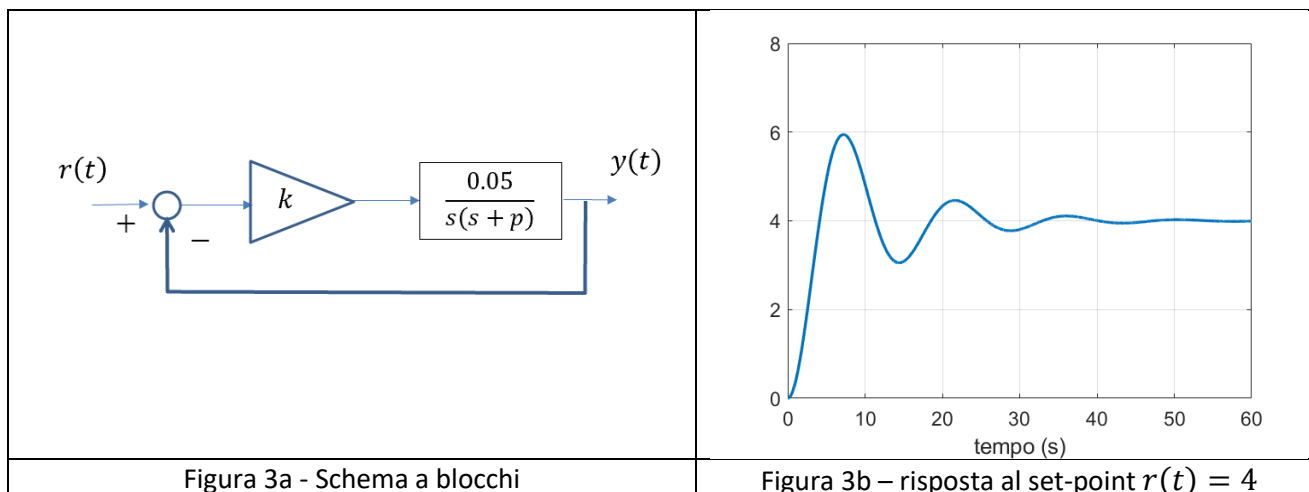 r(t)
+
−
k
0.05
s(s + p)
y(t)
8
6
4
2
0
0 10 20 30 40 50 60
tempo (s)
Figura 3a - Schema a blocchi
Figura 3b – risposta al set-point r(t) = 4